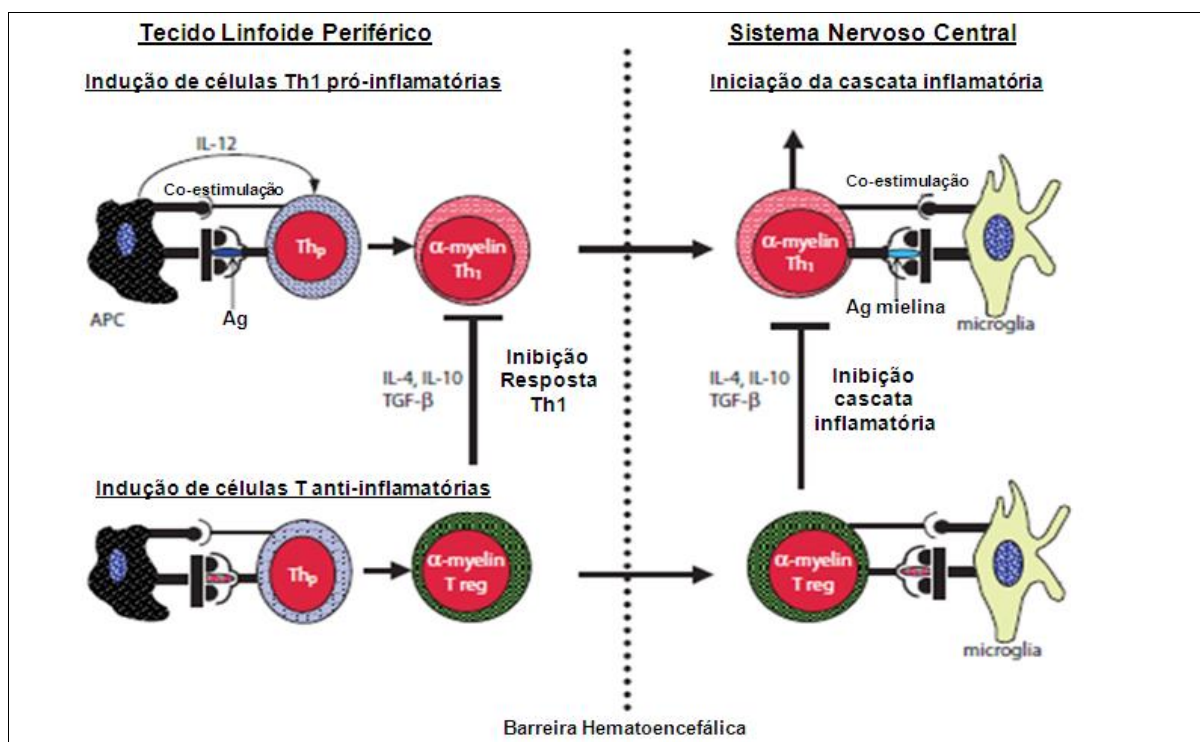 Tecido Linfoide Periférico
Indução de células Th1 pró-inflamatórias
IL-12
Co-estimulação
Thp
α-myelin
Th1
APC
Ag
IL-4, IL-10
TGF-β
Inibição
Resposta
Th1
Indução de células T anti-inflamatórias
Thp
α-myelin
T reg
Sistema Nervoso Central
Iniciação da cascata inflamatória
Co-estimulação
α-myelin
Th1
Ag mielina
microglia
IL-4, IL-10
TGF-β
Inibição
cascata
inflamatória
α-myelin
T reg
microglia
Barreira Hematoencefálica